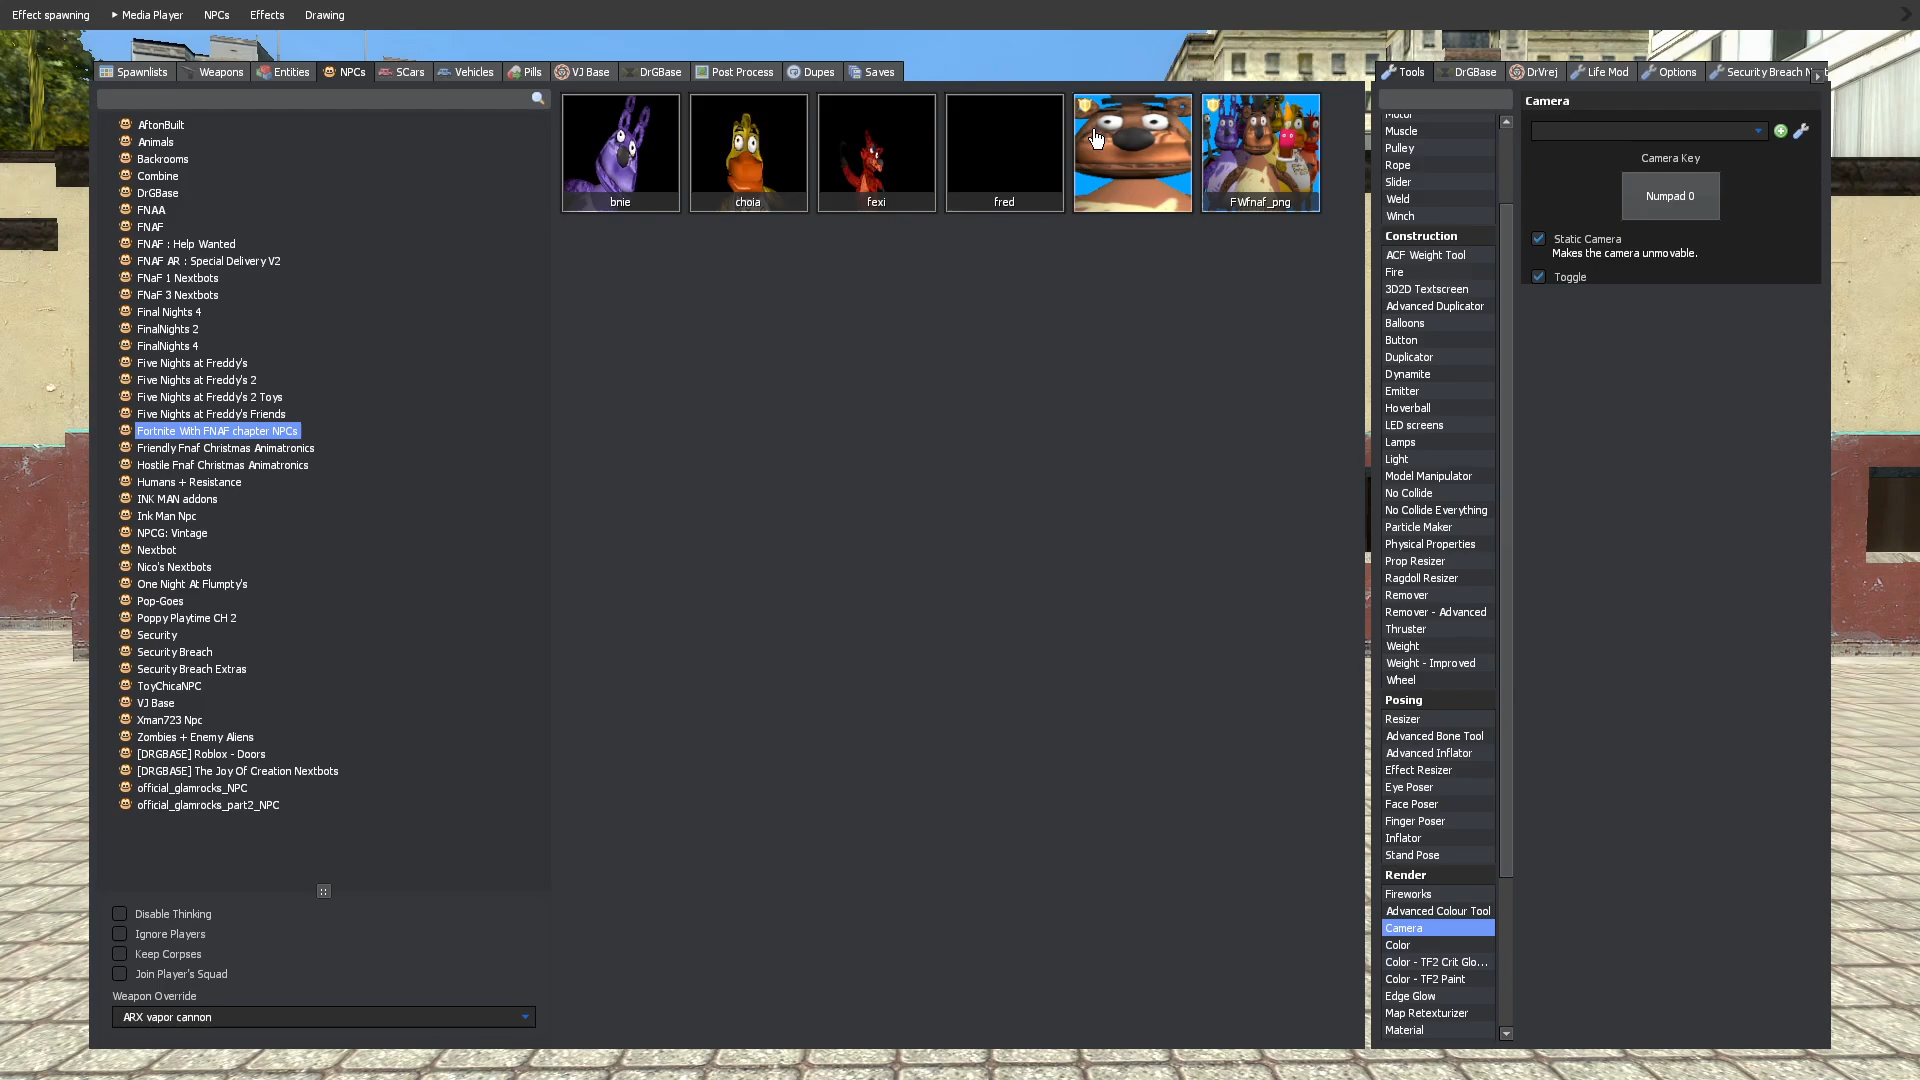 Effect spawning
Media Player
NPCs
Effects
Drawing
Spawnlists
Weapons
Entities
NPCs
SCars
Vehicles
Pills
VJ Base
DrGBase
Post Process
Dupes
Saves
AftonBuilt
Animals
Backrooms
Combine
DrGBase
FNAA
FNAF
FNAF : Help Wanted
FNAF AR : Special Delivery V2
FNaF 1 Nextbots
FNaF 3 Nextbots
Final Nights 4
FinalNights 2
FinalNights 4
Five Nights at Freddy's
Five Nights at Freddy's 2
Five Nights at Freddy's 2 Toys
Five Nights at Freddy's Friends
Fortnite With FNAF chapter NPCs
Friendly Fnaf Christmas Animatronics
Hostile Fnaf Christmas Animatronics
Humans + Resistance
INK MAN addons
Ink Man Npc
NPCG: Vintage
Nextbot
Nico's Nextbots
One Night At Flumpty's
Pop-Goes
Poppy Playtime CH 2
Security
Security Breach
Security Breach Extras
ToyChicaNPC
VJ Base
Xman723 Npc
Zombies + Enemy Aliens
[DRGBASE] Roblox - Doors
[DRGBASE] The Joy Of Creation Nextbots
official_glamrocks_NPC
official_glamrocks_part2_NPC
Disable Thinking
Ignore Players
Keep Corpses
Join Player's Squad
Weapon Override
ARX vapor cannon
bnie
choia
fexi
fred
FWfnaf_png
Tools
DrGBase
DrVrej
Life Mod
Options
Security Breach
Motor
Muscle
Pulley
Rope
Slider
Weld
Winch
Construction
ACF Weight Tool
Fire
3D2D Textscreen
Advanced Duplicator
Balloons
Button
Duplicator
Dynamite
Emitter
Hoverball
LED screens
Lamps
Light
Model Manipulator
No Collide
No Collide Everything
Particle Maker
Physical Properties
Prop Resizer
Ragdoll Resizer
Remover
Remover - Advanced
Thruster
Weight
Weight - Improved
Wheel
Posing
Resizer
Advanced Bone Tool
Advanced Inflator
Effect Resizer
Eye Poser
Face Poser
Finger Poser
Inflator
Stand Pose
Render
Fireworks
Advanced Colour Tool
Camera
Color
Color - TF2 Crit Glo...
Color - TF2 Paint
Edge Glow
Map Retexturizer
Material
Camera
Camera Key
Numpad 0
Static Camera
Makes the camera unmovable.
Toggle